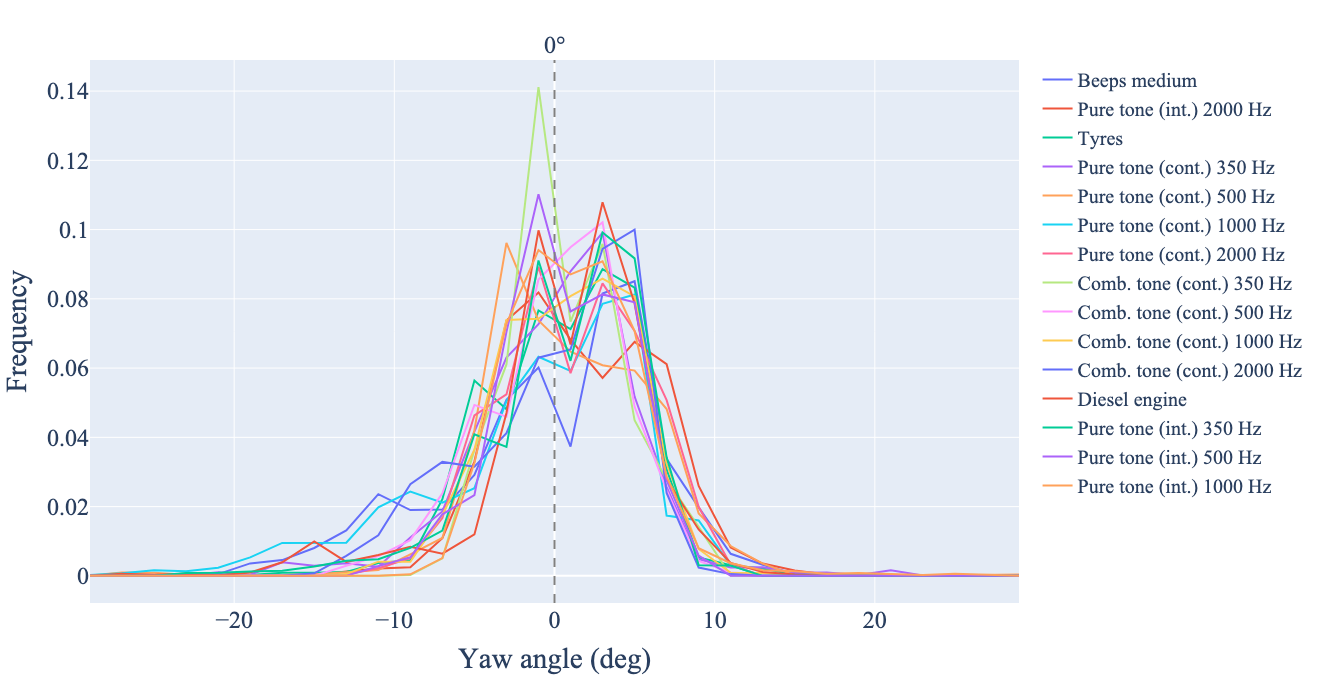 0°
0.14
0.12
0.1
0.08
0.06
0.04
0.02
0
Frequency
−20
−10
0
10
20
Yaw angle (deg)
Beeps medium
Pure tone (int.) 2000 Hz
Tyres
Pure tone (cont.) 350 Hz
Pure tone (cont.) 500 Hz
Pure tone (cont.) 1000 Hz
Pure tone (cont.) 2000 Hz
Comb. tone (cont.) 350 Hz
Comb. tone (cont.) 500 Hz
Comb. tone (cont.) 1000 Hz
Comb. tone (cont.) 2000 Hz
Diesel engine
Pure tone (int.) 350 Hz
Pure tone (int.) 500 Hz
Pure tone (int.) 1000 Hz